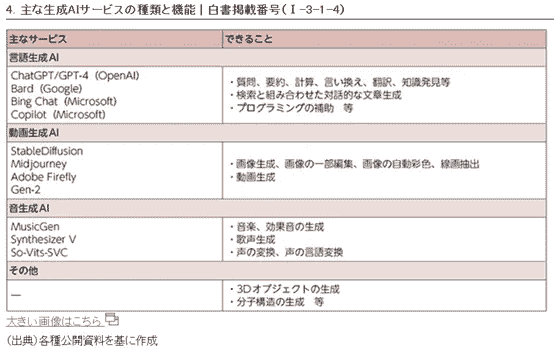 4. 主な生成AIサービスの種類と機能|白書掲載番号(Ⅰ-3-1-4)
主なサービス
できること
言語生成AI
ChatGPT/GPT-4 (OpenAI)
Bard (Google)
Bing Chat (Microsoft)
Copilot (Microsoft)
・質問、要約、計算、言い換え、翻訳、知識発見等
・検索と組み合わせた対話的な文章生成
・プログラミングの補助 等
動画生成AI
StableDiffusion
Midjourney
Adobe Firefly
Gen-2
・画像生成、画像の一部編集、画像の自動彩色、線画抽出
・動画生成
音生成AI
MusicGen
Synthesizer V
So-Vits-SVC
・音楽、効果音の生成
・歌声生成
・声の変換、声の言語変換
その他
―
・3Dオブジェクトの生成
・分子構造の生成 等
大きい画像はこちら
(出典)各種公開資料を基に作成